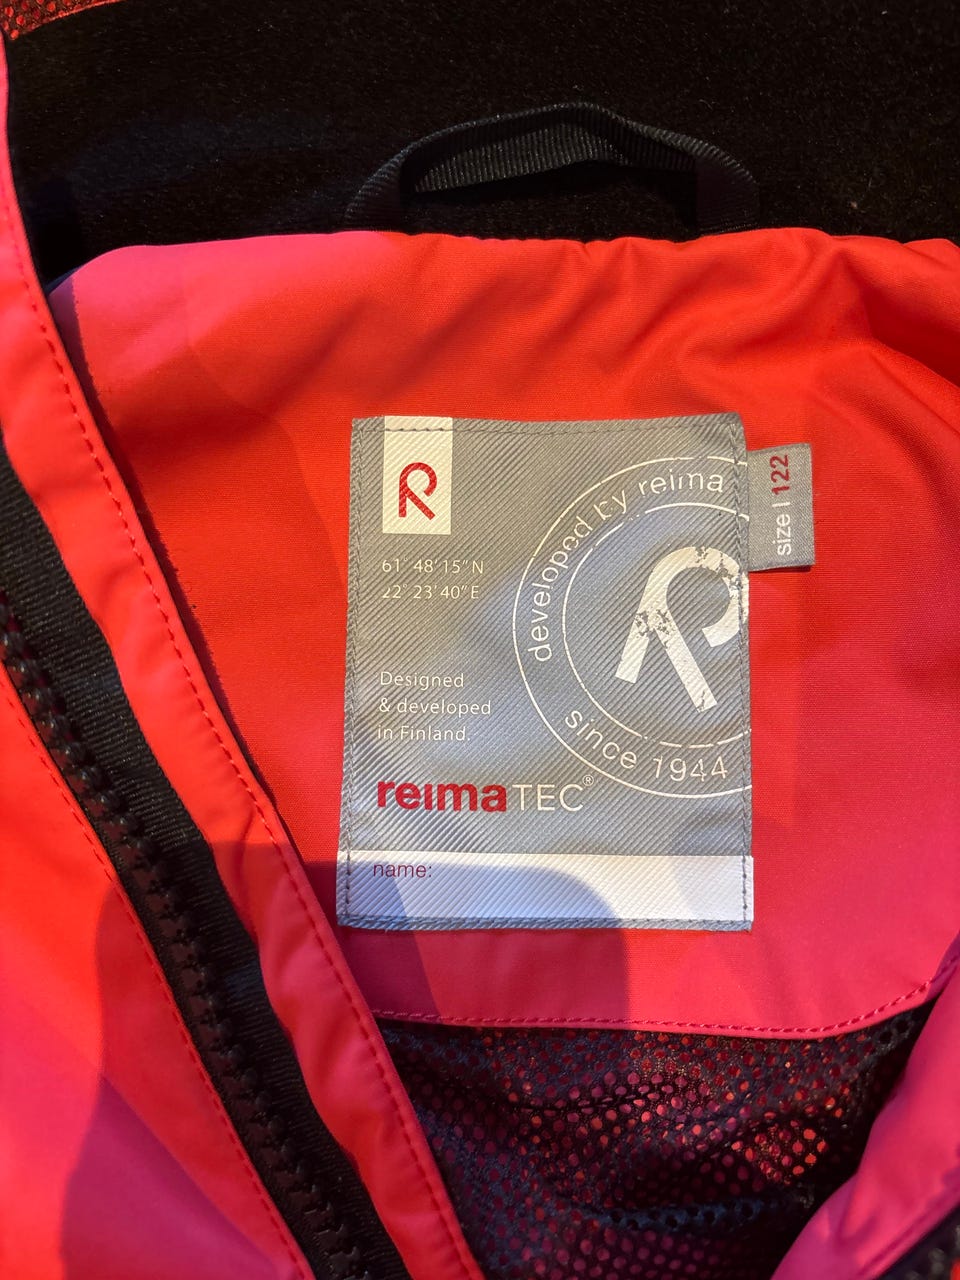 R
61° 48' 15" N
22° 23' 40" E
developed by reima
since 1944
R
size | 122
Designed
& developed
in Finland.
reimaTEC®
name: